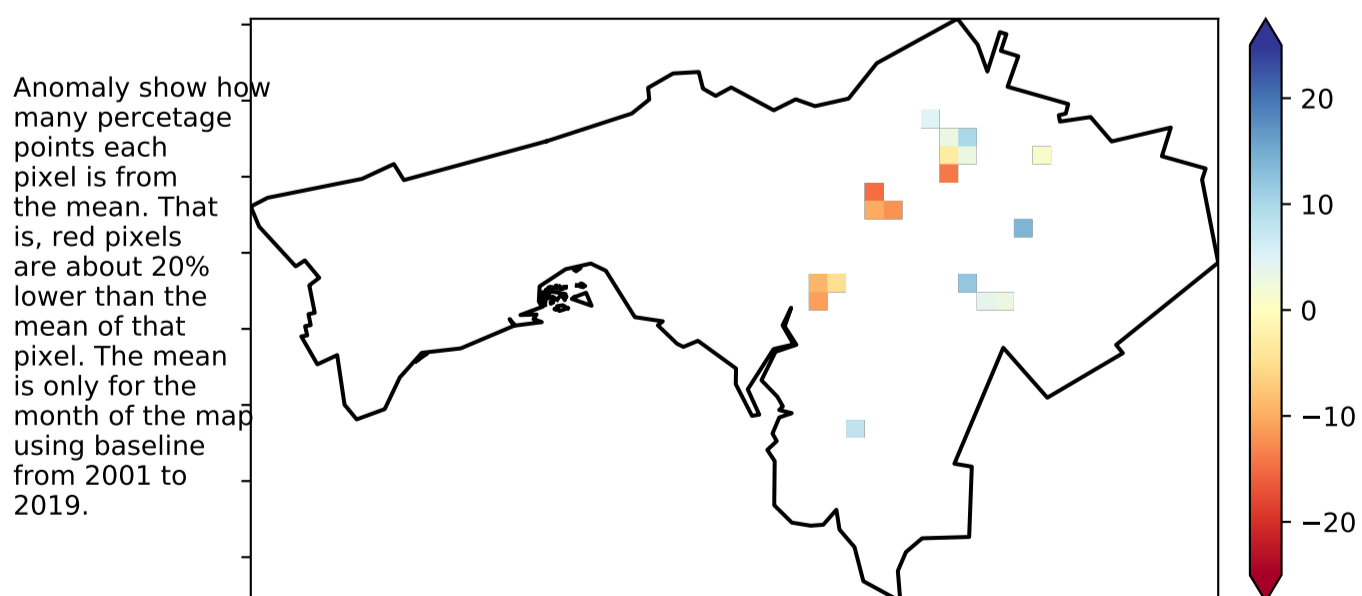 Anomaly show how
many percetage
points each
pixel is from
the mean. That
is, red pixels
are about 20%
lower than the
mean of that
pixel. The mean
is only for the
month of the map
using baseline
from 2001 to
2019.
20
10
0
−10
−20